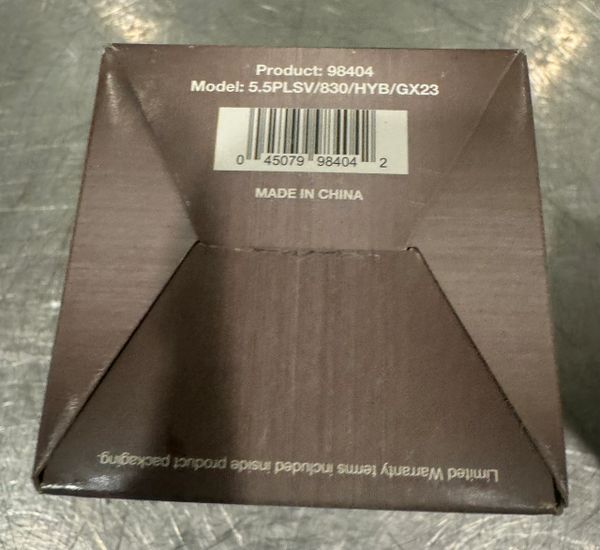 Product: 98404
Model: 5.5PLSV/830/HYB/GX23
0 45079 98404 2
MADE IN CHINA
Limited Warranty terms included inside product packaging.